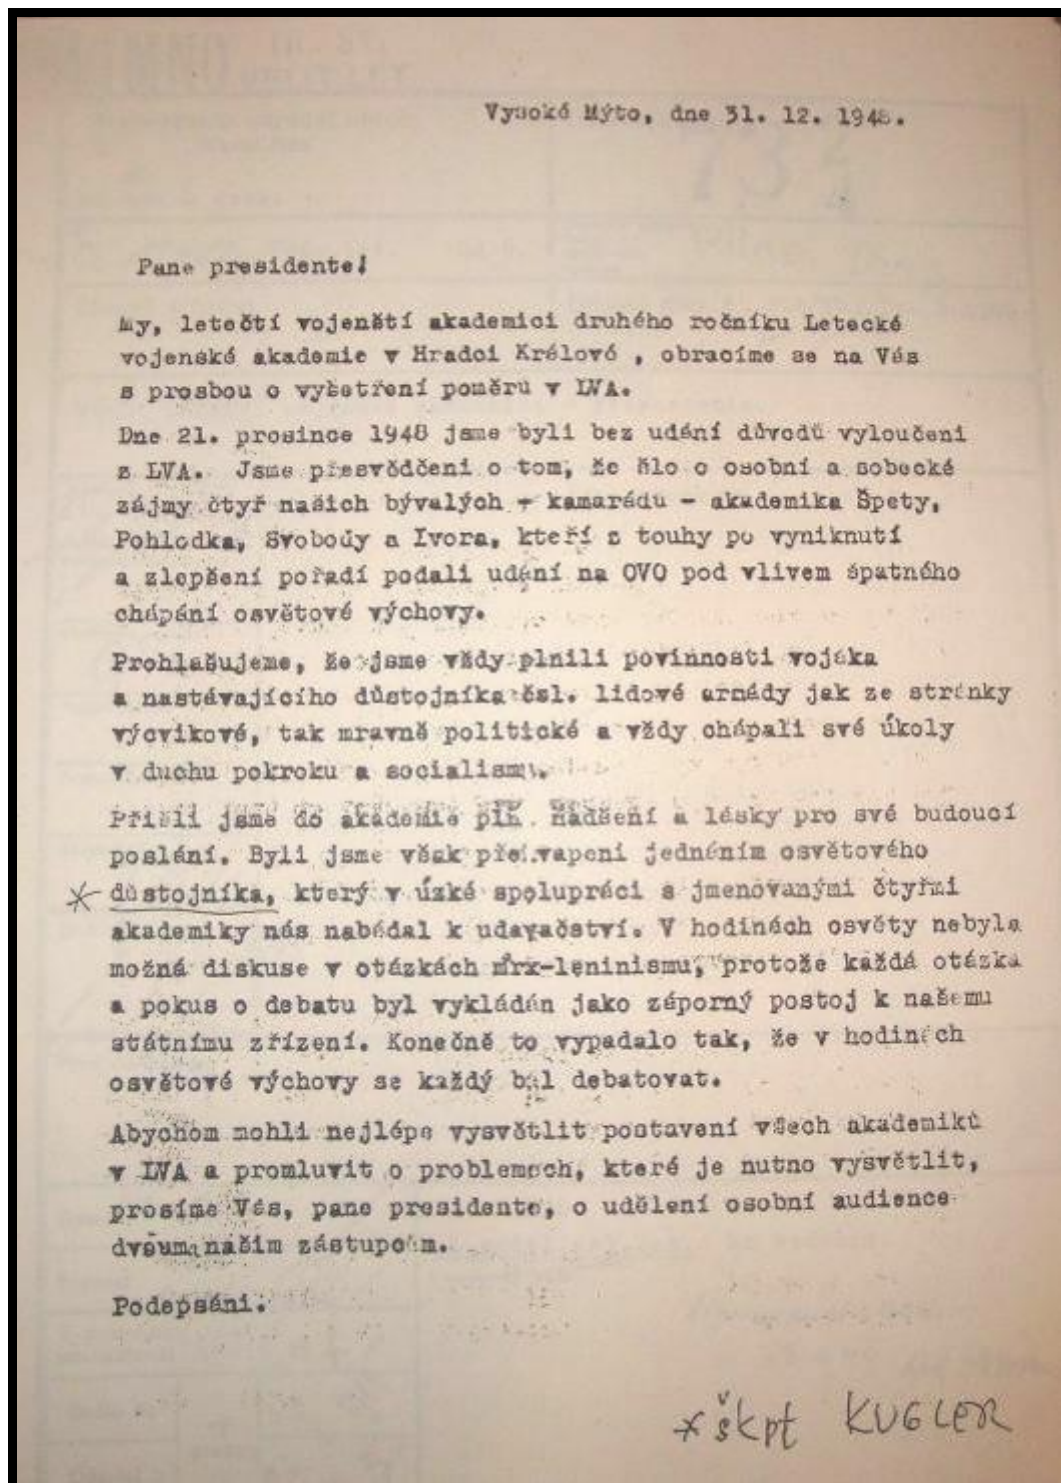 Vysoké Mýto, dne 31. 12. 1948.
Pane presidente!
My, letečtí vojenští akademici druhého ročníku Letecké
vojenské akademie v Hradci Králové , obracíme se na Vás
s prosbou o vyšetření poměru v LVA.
Dne 21. prosince 1948 jsme byli bez udání důvodů vyloučeni
z LVA. Jsme přesvědčeni o tom, že šlo o osobní a sobecké
zájmy čtyř našich bývalých - kamarádu - akademika Špety,
Pohlodka, Svobody a Ivora, kteří z touhy po vyniknutí
a zlepšení pořadí podali udání na OVO pod vlivem špatného
chápání osvětové výchovy.
Prohlašujeme, že jsme vždy plnili povinnosti vojáka
a nastávajícího důstojníka čsl. lidové armády jak ze stránky
výcvikové, tak mravně politické a vždy chápali své úkoly
v duchu pokroku a socialismu.
Přišli jsme do akademie plni nadšení a lásky pro své budoucí
poslání. Byli jsme však překvapeni jednáním osvětového
* důstojníka, který v úzké spolupráci s jmenovanými čtyřmi
akademiky nás nabádal k udavačství. V hodinách osvěty nebyla
možná diskuse v otázkách mrx-leninismu, protože každá otázka
a pokus o debatu byl vykládán jako záporný postoj k našemu
státnímu zřízení. Konečně to vypadalo tak, že v hodinách
osvětové výchovy se každý bál debatovat.
Abychom mohli nejlépe vysvětlit postavení všech akademiků
v LVA a promluvit o problemech, které je nutno vysvětlit,
prosíme Vás, pane presidente, o udělení osobní audience
dvěma našim zástupcům.
Podepsáni.
* škpt KUGLER